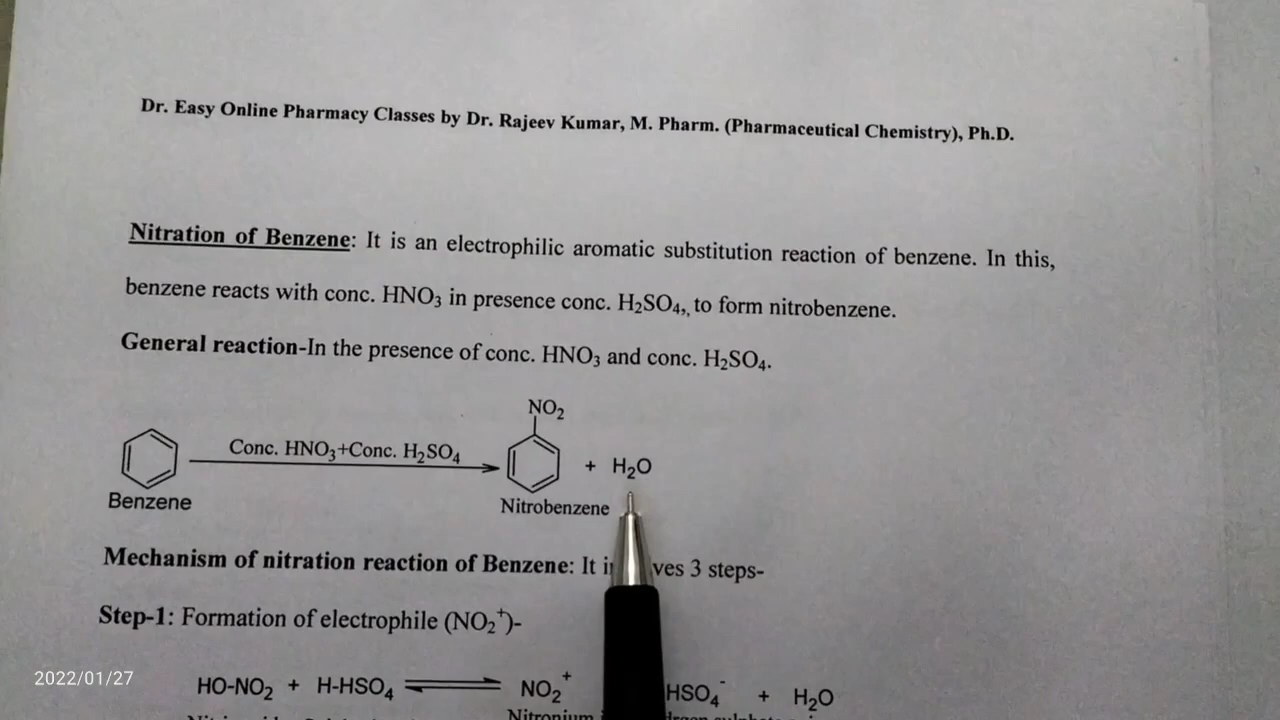 Dr. Easy Online Pharmacy Classes by Dr. Rajeev Kumar, M. Pharm. (Pharmaceutical Chemistry), Ph.D.
Nitration of Benzene: It is an electrophilic aromatic substitution reaction of benzene. In this,
benzene reacts with conc. HNO₃ in presence conc. H₂SO₄,, to form nitrobenzene.
General reaction-In the presence of conc. HNO₃ and conc. H₂SO₄.
NO₂
Conc. HNO₃+Conc. H₂SO₄
+ H₂O
Benzene
Nitrobenzene
Mechanism of nitration reaction of Benzene: It 3 steps-
Step-1: Formation of electrophile (NO₂⁺)-
2022/01/27
HO-NO₂ + H-HSO₄ ⇌ NO₂⁺ HSO₄⁻ + H₂O
Nitronium